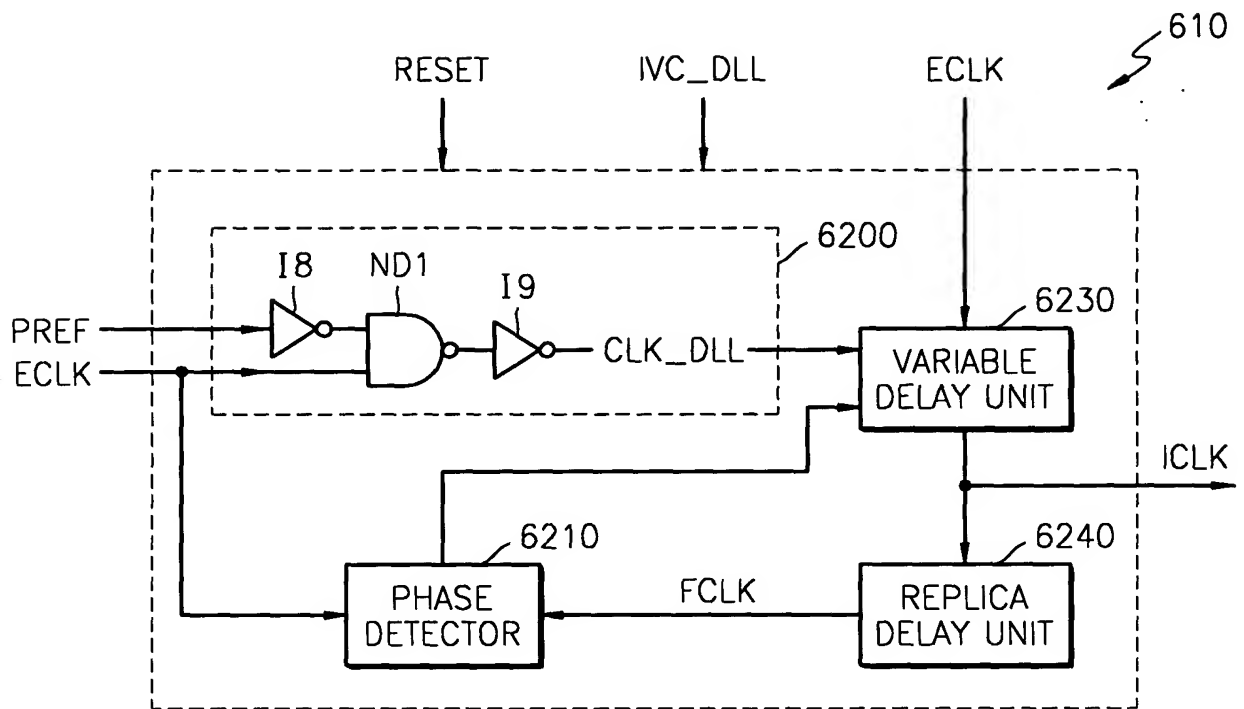 610
RESET
IVC_DLL
ECLK
6200
I8
ND1
I9
PREF
ECLK
CLK_DLL
6230
VARIABLE
DELAY UNIT
ICLK
6210
PHASE
DETECTOR
FCLK
6240
REPLICA
DELAY UNIT